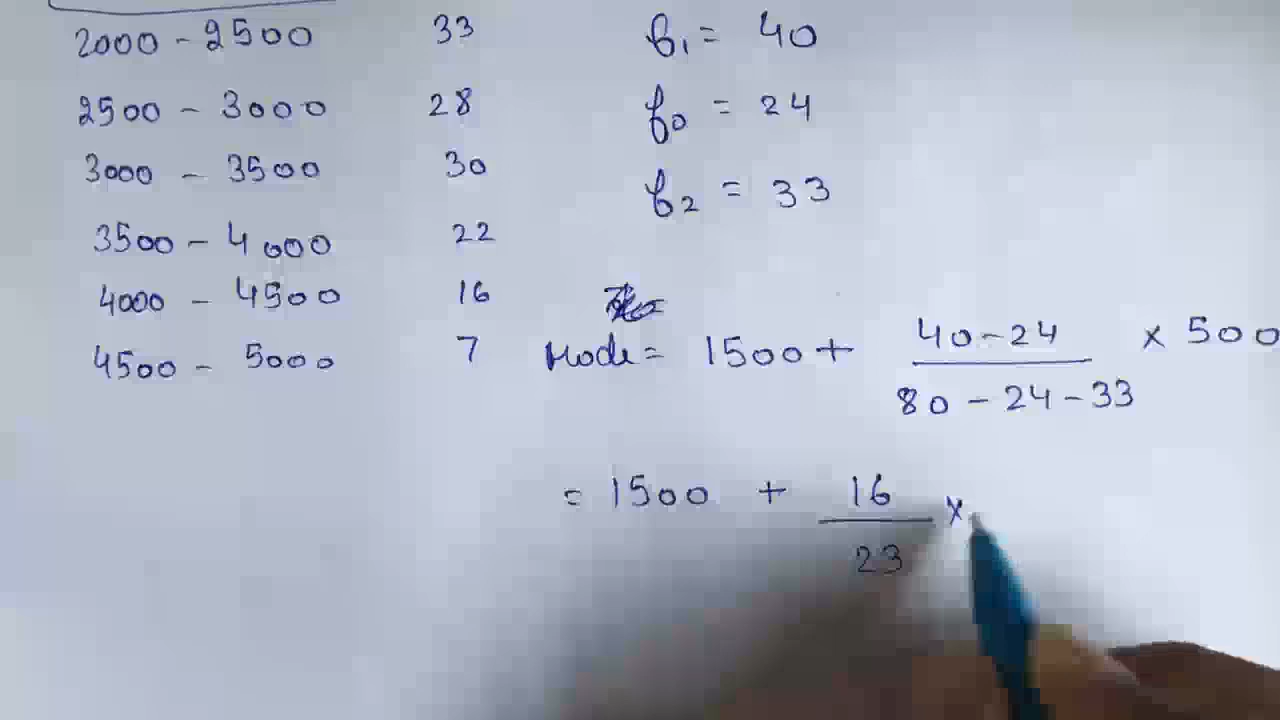 2000 - 2500 33
2500 - 3000 28
3000 - 3500 30
3500 - 4000 22
4000 - 4500 16
4500 - 5000 7
f₁ = 40
f₀ = 24
f₂ = 33
Mode = 1500 + 40-24 / 80-24-33 × 500
= 1500 + 16 / 23 ×